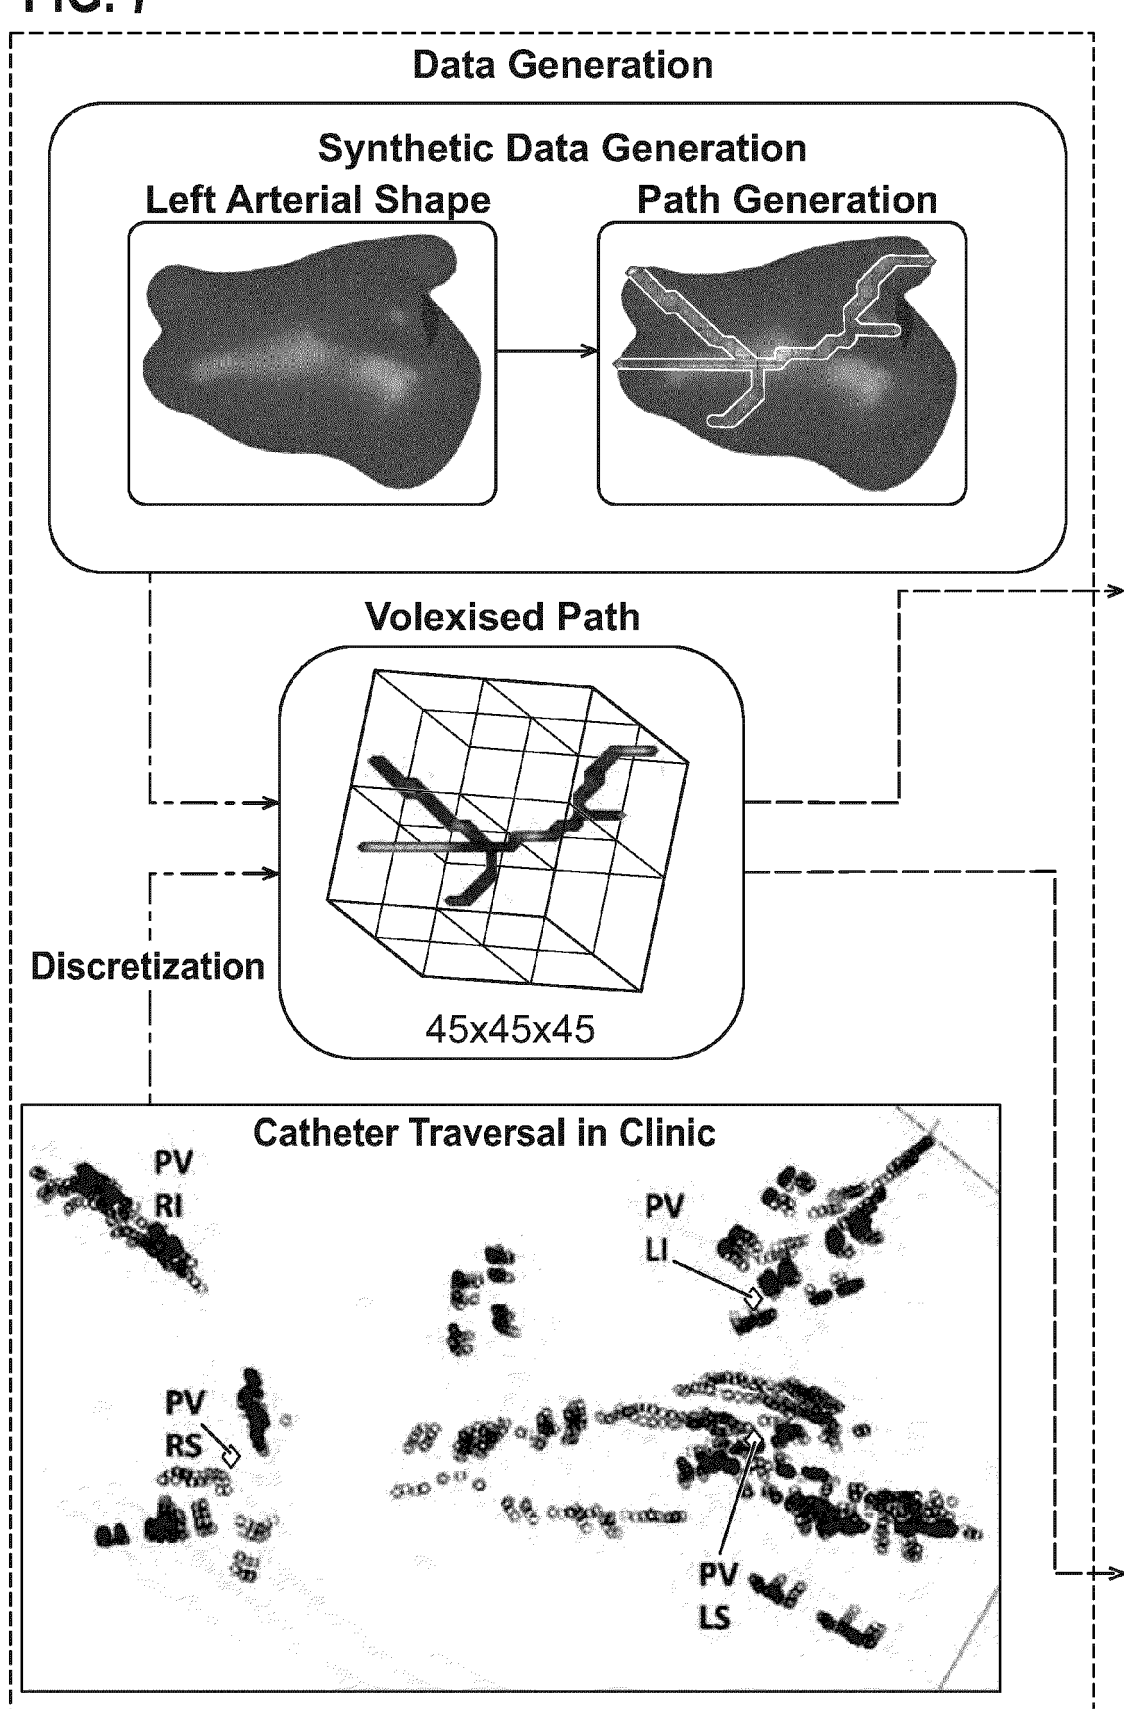 FIG. 7
Data Generation
Synthetic Data Generation
Left Arterial Shape
Path Generation
Volexised Path
Discretization
45x45x45
Catheter Traversal in Clinic
PV
RI
PV
LI
PV
RS
PV
LS